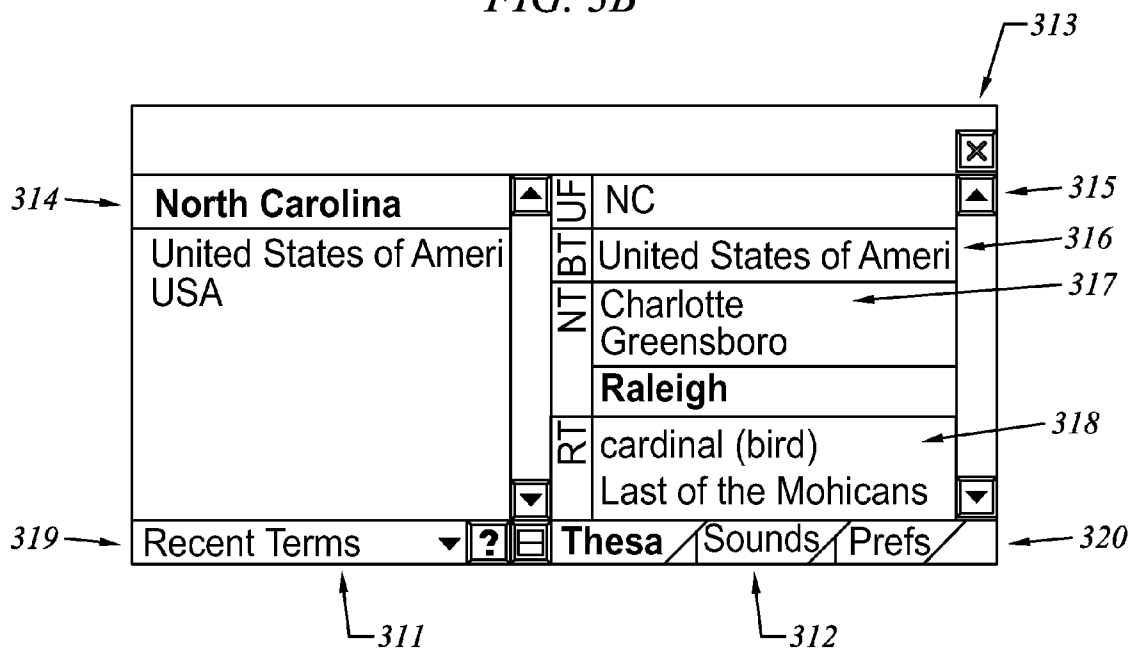 FIG. 3B
313
314
North Carolina
United States of Ameri
USA
UF
NC
315
BT
United States of Ameri
316
NT
Charlotte
Greensboro
317
Raleigh
RT
cardinal (bird)
Last of the Mohicans
318
319
Recent Terms
?
Thesa
Sounds
Prefs
320
311
312